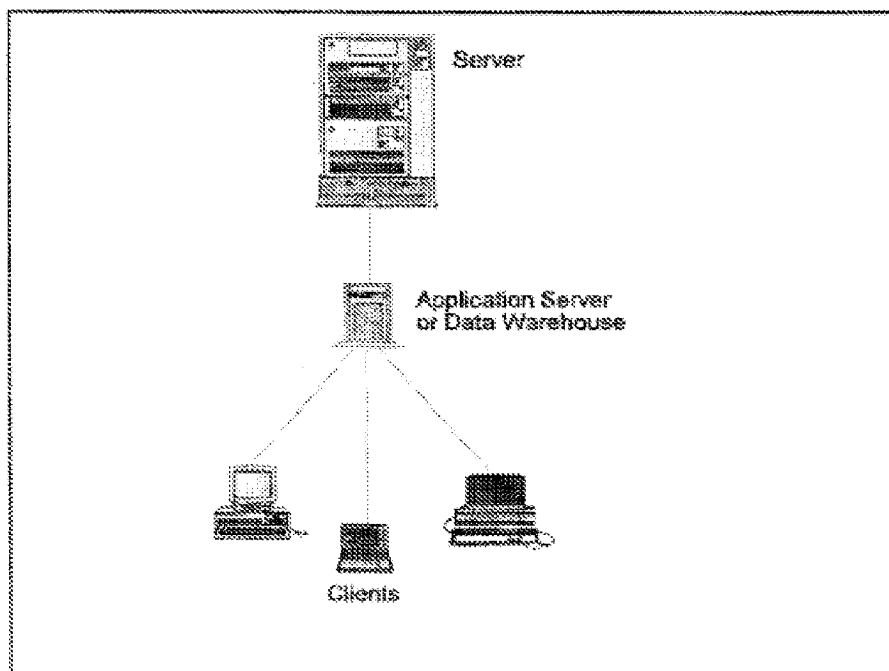 Server
Application Server
or Data Warehouse
Clients